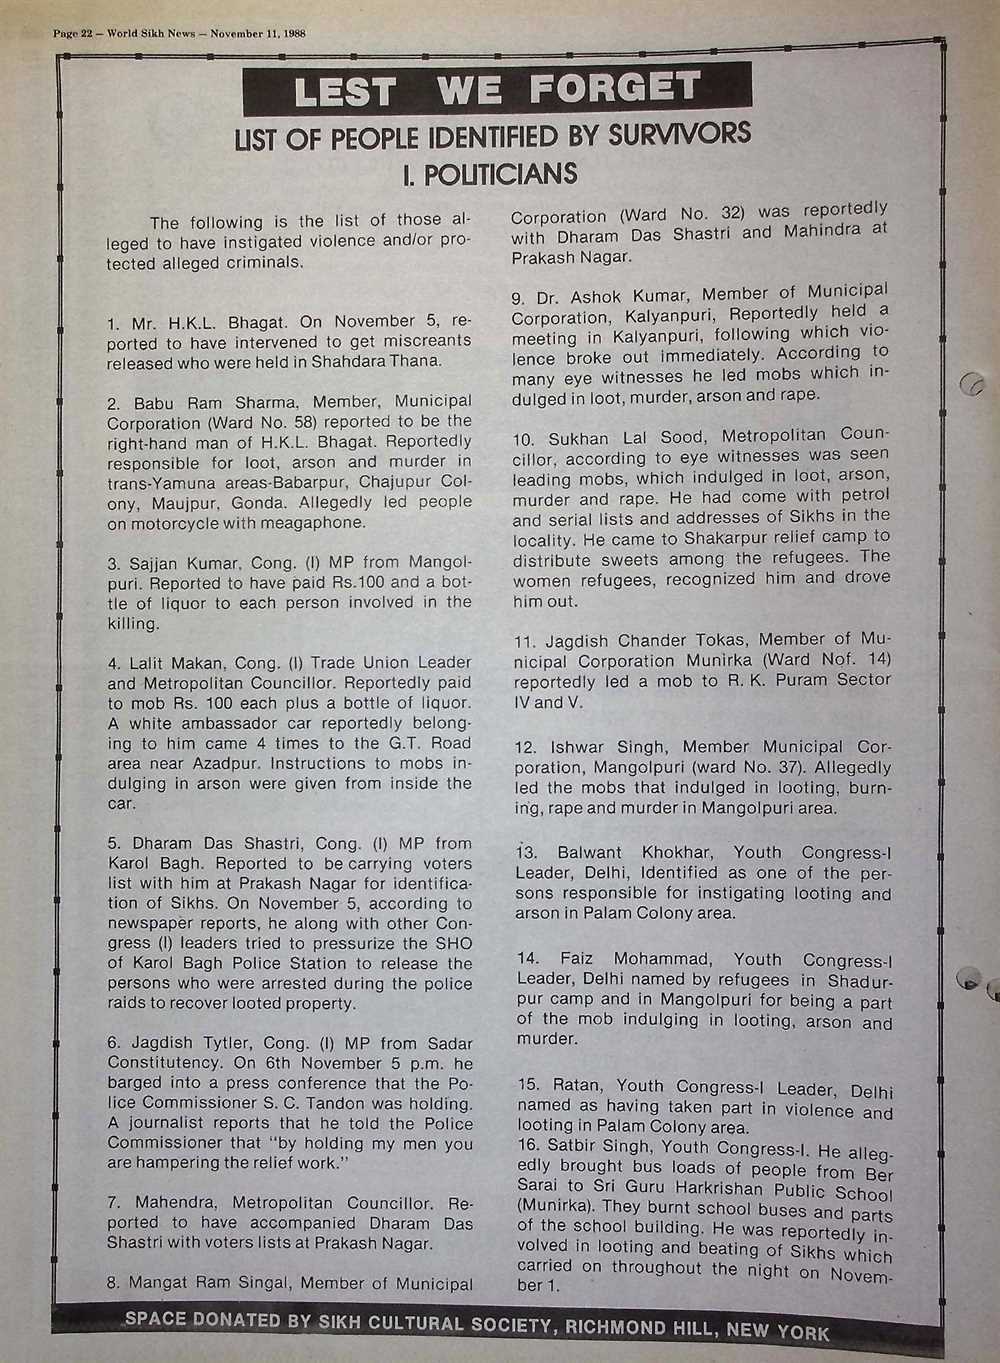 Page 22 – World Sikh News – November 11, 1988
LEST WE FORGET
LIST OF PEOPLE IDENTIFIED BY SURVIVORS
I. POLITICIANS
The following is the list of those al-
leged to have instigated violence and/or pro-
tected alleged criminals.
1. Mr. H.K.L. Bhagat. On November 5, re-
ported to have intervened to get miscreants
released who were held in Shahdara Thana.
2. Babu Ram Sharma, Member, Municipal
Corporation (Ward No. 58) reported to be the
right-hand man of H.K.L. Bhagat. Reportedly
responsible for loot, arson and murder in
trans-Yamuna areas-Babarpur, Chajupur Col-
ony, Maujpur, Gonda. Allegedly led people
on motorcycle with meagaphone.
3. Sajjan Kumar, Cong. (I) MP from Mangol-
puri. Reported to have paid Rs.100 and a bot-
tle of liquor to each person involved in the
killing.
4. Lalit Makan, Cong. (I) Trade Union Leader
and Metropolitan Councillor. Reportedly paid
to mob Rs. 100 each plus a bottle of liquor.
A white ambassador car reportedly belong-
ing to him came 4 times to the G.T. Road
area near Azadpur. Instructions to mobs in-
dulging in arson were given from inside the
car.
5. Dharam Das Shastri, Cong. (I) MP from
Karol Bagh. Reported to be carrying voters
list with him at Prakash Nagar for identifica-
tion of Sikhs. On November 5, according to
newspaper reports, he along with other Con-
gress (I) leaders tried to pressurize the SHO
of Karol Bagh Police Station to release the
persons who were arrested during the police
raids to recover looted property.
6. Jagdish Tytler, Cong. (I) MP from Sadar
Constitutency. On 6th November 5 p.m. he
barged into a press conference that the Po-
lice Commissioner S. C. Tandon was holding.
A journalist reports that he told the Police
Commissioner that "by holding my men you
are hampering the relief work."
7. Mahendra, Metropolitan Councillor. Re-
ported to have accompanied Dharam Das
Shastri with voters lists at Prakash Nagar.
8. Mangat Ram Singal, Member of Municipal
Corporation (Ward No. 32) was reportedly
with Dharam Das Shastri and Mahindra at
Prakash Nagar.
9. Dr. Ashok Kumar, Member of Municipal
Corporation, Kalyanpuri, Reportedly held a
meeting in Kalyanpuri, following which vio-
lence broke out immediately. According to
many eye witnesses he led mobs which in-
dulged in loot, murder, arson and rape.
10. Sukhan Lal Sood, Metropolitan Coun-
cillor, according to eye witnesses was seen
leading mobs, which indulged in loot, arson,
murder and rape. He had come with petrol
and serial lists and addresses of Sikhs in the
locality. He came to Shakarpur relief camp to
distribute sweets among the refugees. The
women refugees, recognized him and drove
him out.
11. Jagdish Chander Tokas, Member of Mu-
nicipal Corporation Munirka (Ward Nof. 14)
reportedly led a mob to R. K. Puram Sector
IV and V.
12. Ishwar Singh, Member Municipal Cor-
poration, Mangolpuri (ward No. 37). Allegedly
led the mobs that indulged in looting, burn-
ing, rape and murder in Mangolpuri area.
13. Balwant Khokhar, Youth Congress-I
Leader, Delhi, Identified as one of the per-
sons responsible for instigating looting and
arson in Palam Colony area.
14. Faiz Mohammad, Youth Congress-I
Leader, Delhi named by refugees in Shadur-
pur camp and in Mangolpuri for being a part
of the mob indulging in looting, arson and
murder.
15. Ratan, Youth Congress-I Leader, Delhi
named as having taken part in violence and
looting in Palam Colony area.
16. Satbir Singh, Youth Congress-I. He alleg-
edly brought bus loads of people from Ber
Sarai to Sri Guru Harkrishan Public School
(Munirka). They burnt school buses and parts
of the school building. He was reportedly in-
volved in looting and beating of Sikhs which
carried on throughout the night on Novem-
ber 1.
SPACE DONATED BY SIKH CULTURAL SOCIETY, RICHMOND HILL, NEW YORK